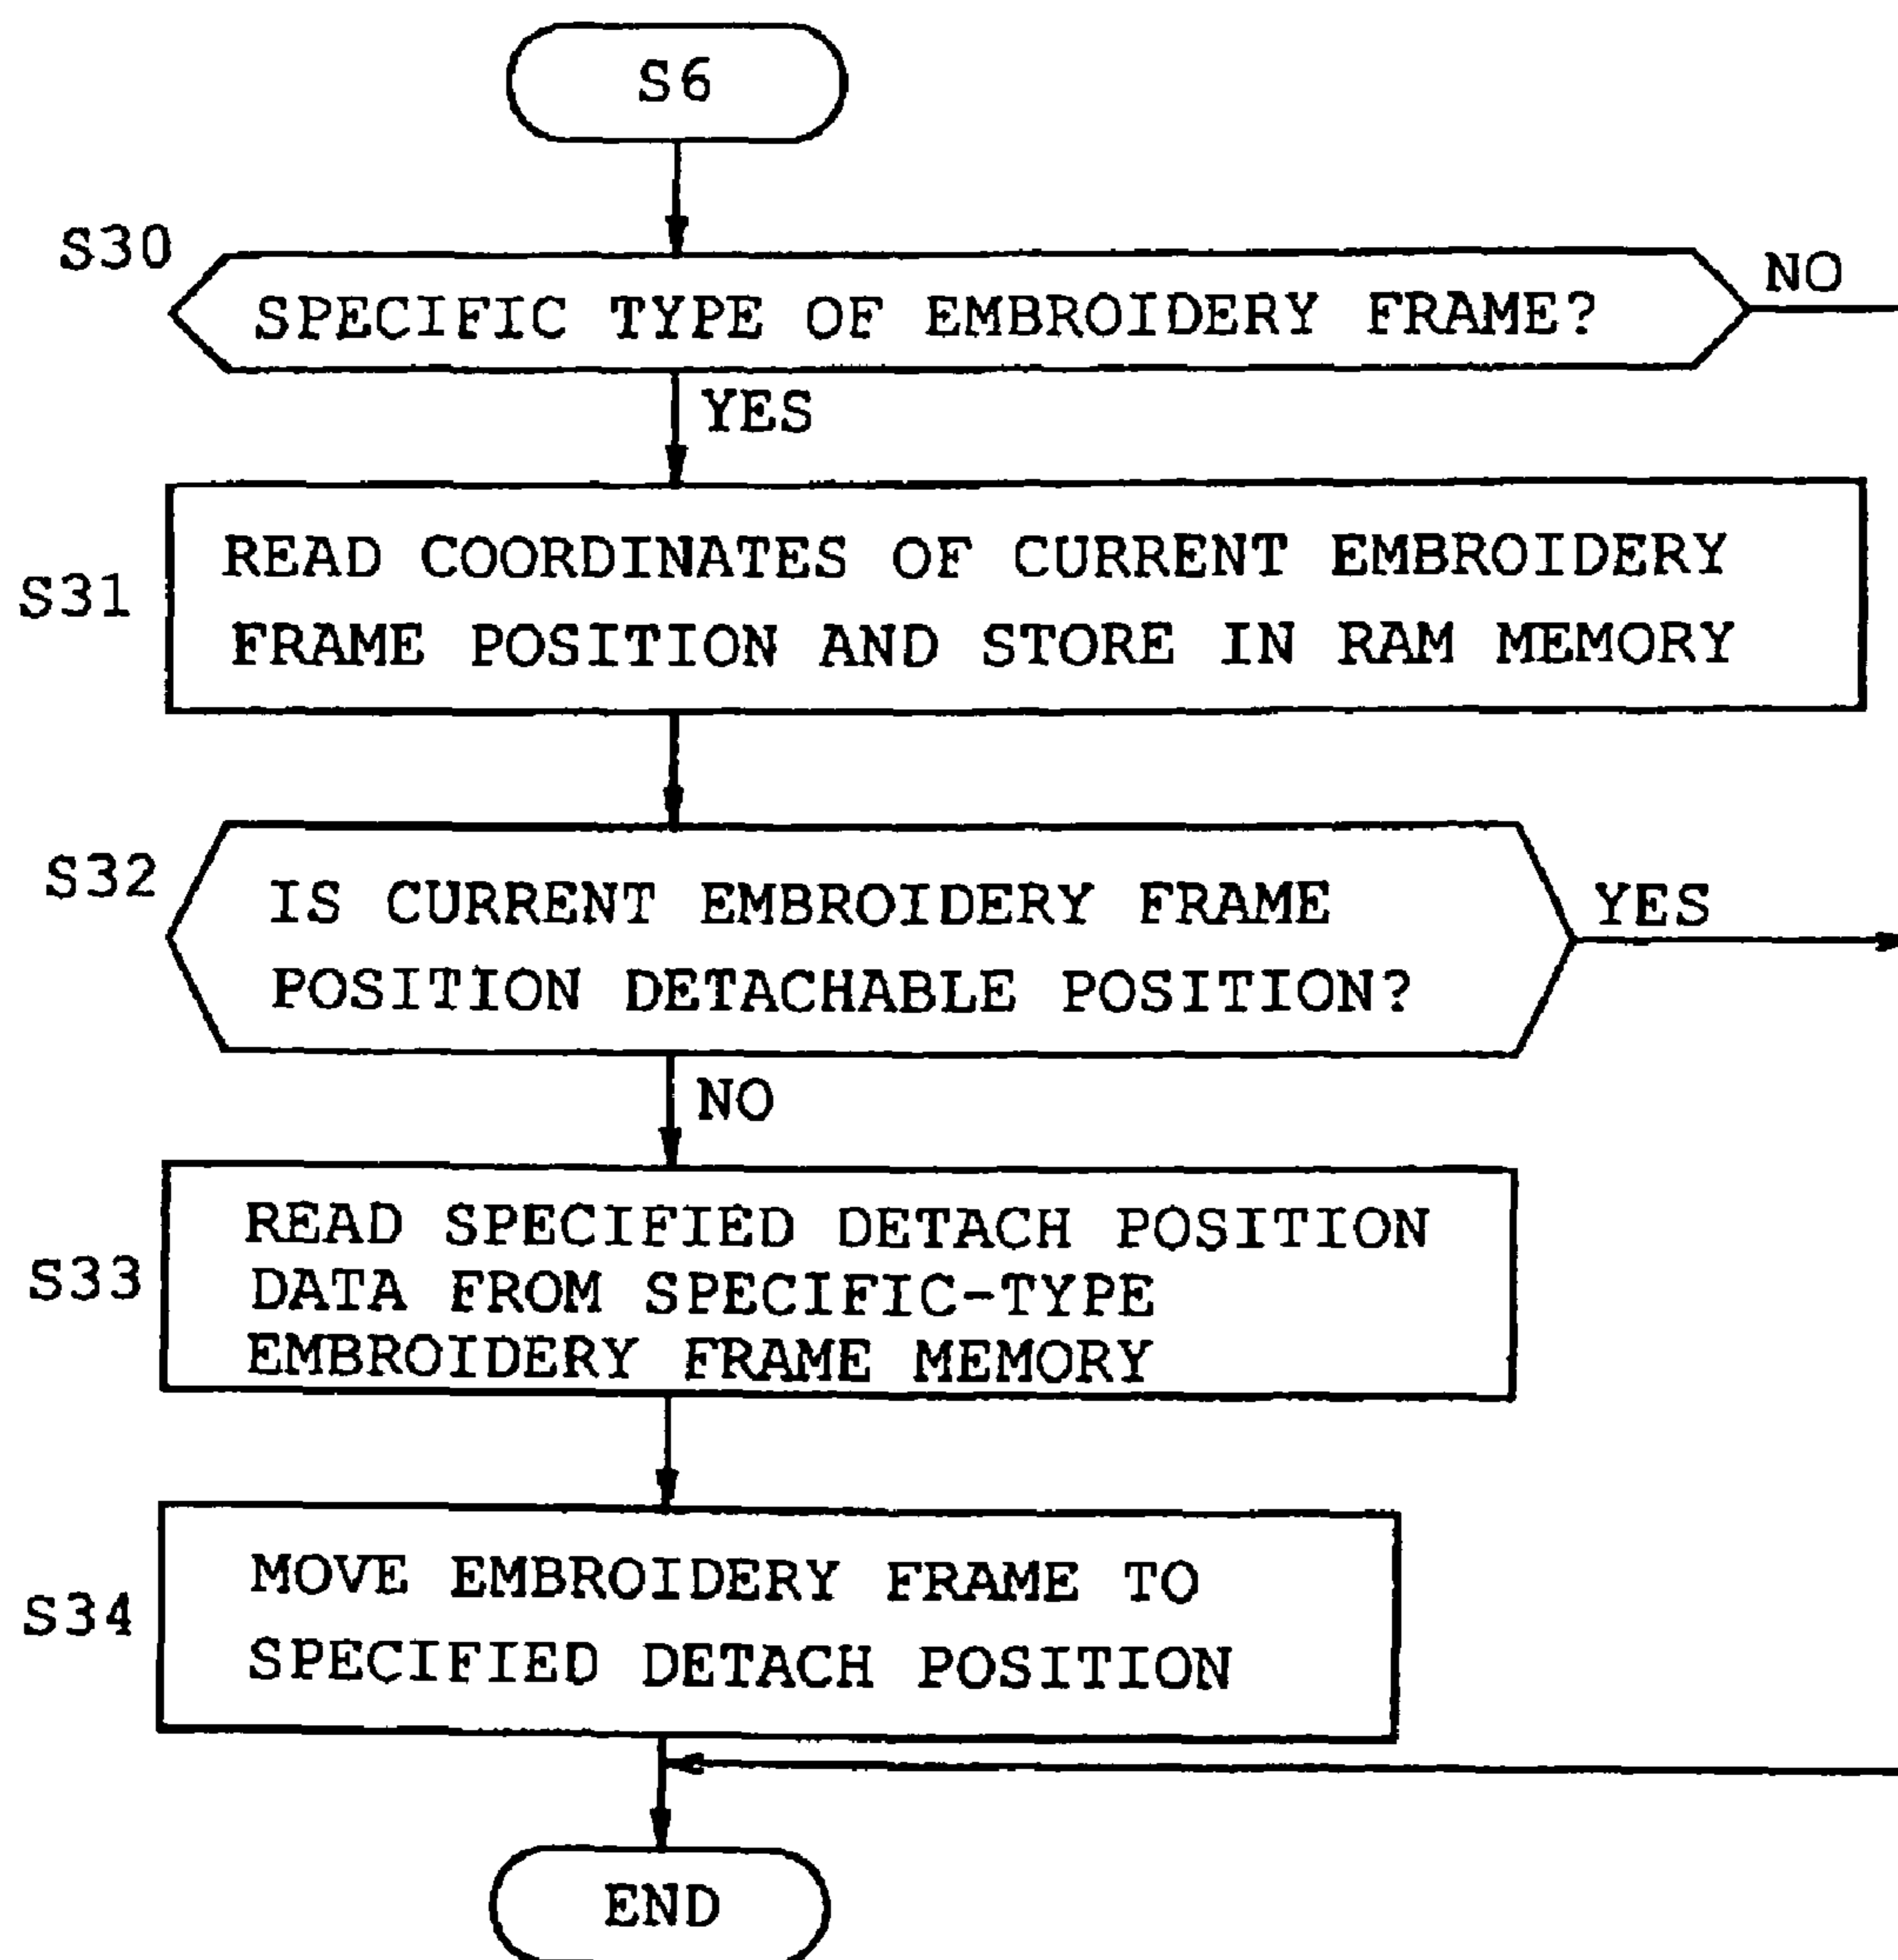 S6
S30
SPECIFIC TYPE OF EMBROIDERY FRAME?
NO
YES
S31
READ COORDINATES OF CURRENT EMBROIDERY
FRAME POSITION AND STORE IN RAM MEMORY
S32
IS CURRENT EMBROIDERY FRAME
POSITION DETACHABLE POSITION?
YES
NO
S33
READ SPECIFIED DETACH POSITION
DATA FROM SPECIFIC-TYPE
EMBROIDERY FRAME MEMORY
S34
MOVE EMBROIDERY FRAME TO
SPECIFIED DETACH POSITION
END